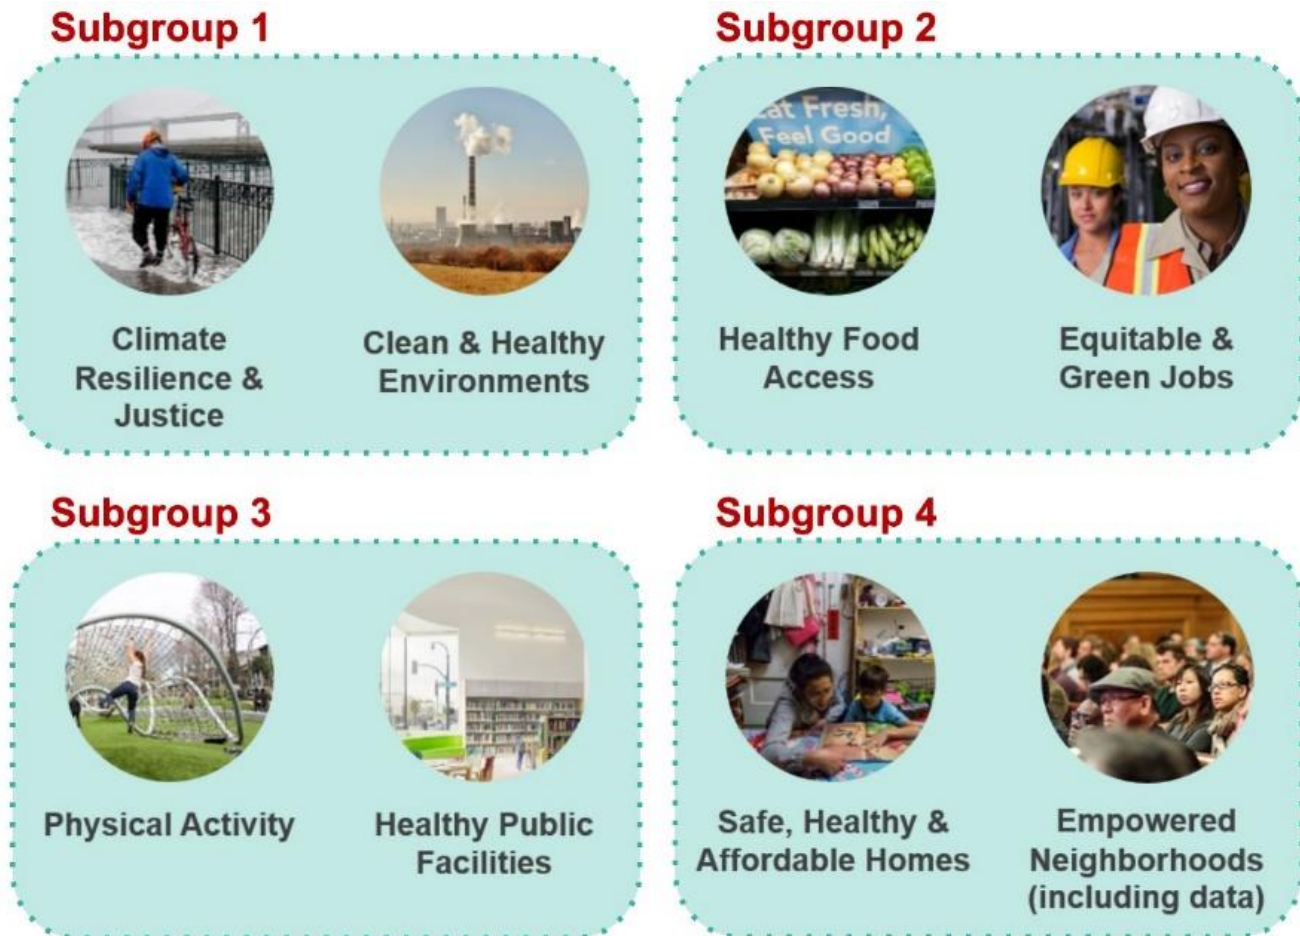 Subgroup 1
Climate
Resilience &
Justice
Clean & Healthy
Environments
Subgroup 2
Eat Fresh,
Feel Good
Healthy Food
Access
Equitable &
Green Jobs
Subgroup 3
Physical Activity
Healthy Public
Facilities
Subgroup 4
Safe, Healthy &
Affordable Homes
Empowered
Neighborhoods
(including data)